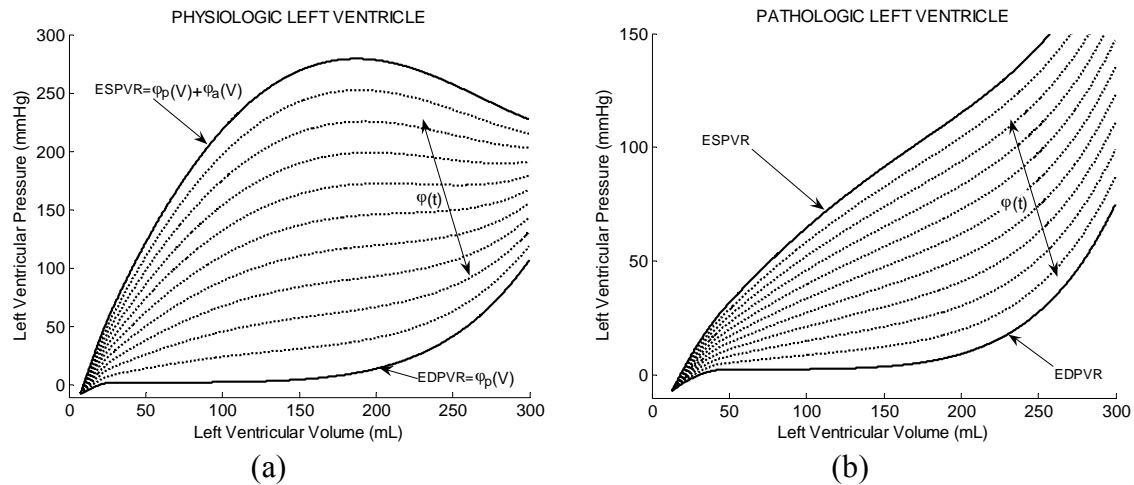 PHYSIOLOGIC LEFT VENTRICLE
300
250
200
150
100
50
0
Left Ventricular Pressure (mmHg)
ESPVR=φp(V)+φa(V)
φ(t)
EDPVR=φp(V)
0 50 100 150 200 250 300
Left Ventricular Volume (mL)
(a)
PATHOLOGIC LEFT VENTRICLE
150
100
50
0
Left Ventricular Pressure (mmHg)
ESPVR
φ(t)
EDPVR
0 50 100 150 200 250 300
Left Ventricular Volume (mL)
(b)